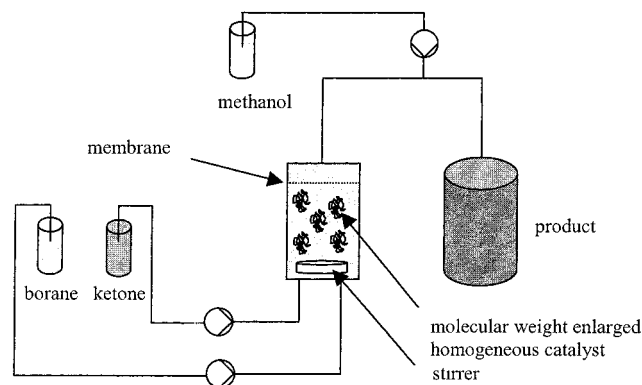 methanol
membrane
product
borane
ketone
molecular weight enlarged
homogeneous catalyst
stirrer